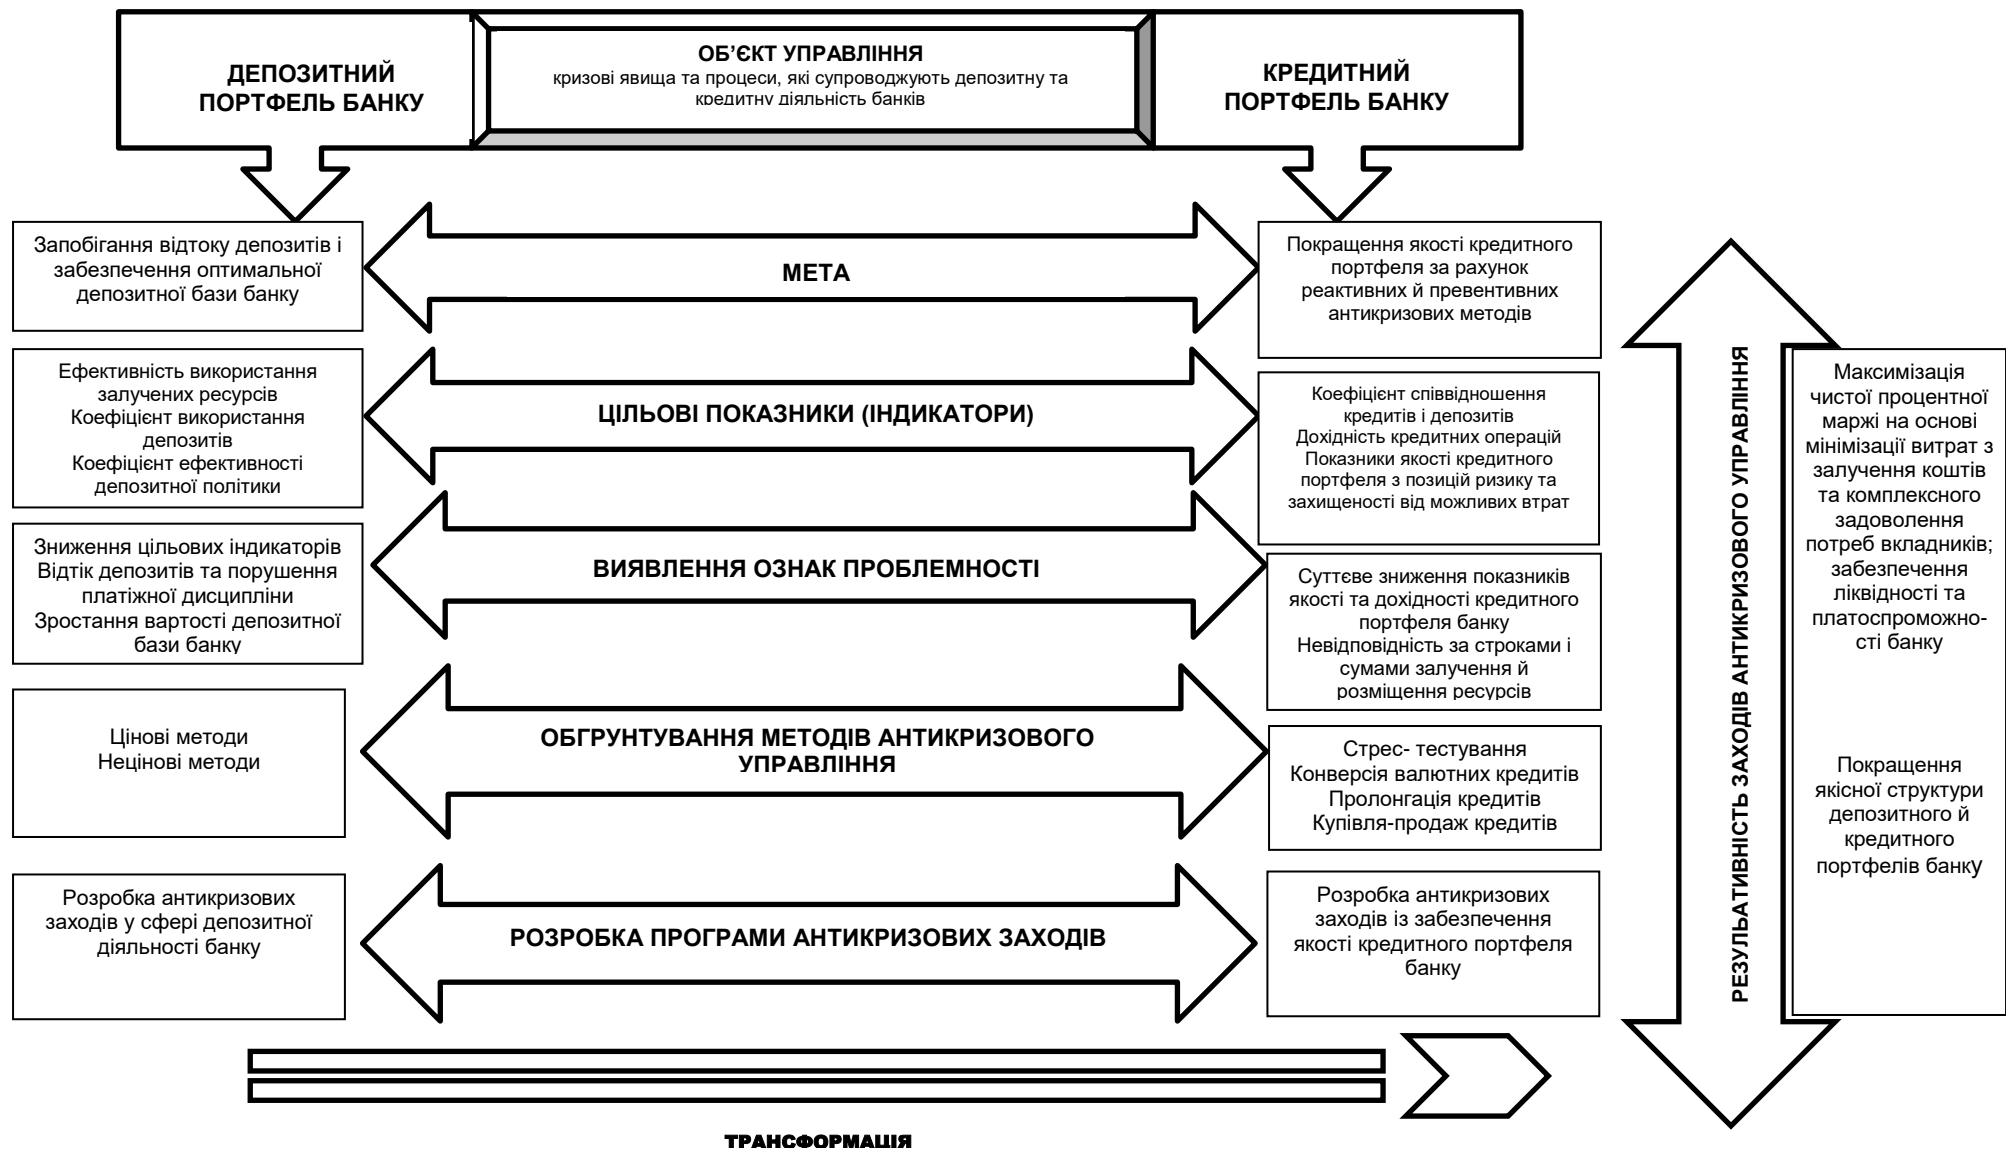 ДЕПОЗИТНИЙ
ПОРТФЕЛЬ БАНКУ
ОБ’ЄКТ УПРАВЛІННЯ
кризові явища та процеси, які супроводжують депозитну та
кредитну діяльність банків
КРЕДИТНИЙ
ПОРТФЕЛЬ БАНКУ
Запобігання відтоку депозитів і
забезпечення оптимальної
депозитної бази банку
МЕТА
Покращення якості кредитного
портфеля за рахунок
реактивних й превентивних
антикризових методів
Ефективність використання
залучених ресурсів
Коефіцієнт використання
депозитів
Коефіцієнт ефективності
депозитної політики
ЦІЛЬОВІ ПОКАЗНИКИ (ІНДИКАТОРИ)
Коефіцієнт співвідношення
кредитів і депозитів
Дохідність кредитних операцій
Показники якості кредитного
портфеля з позицій ризику та
захищеності від можливих втрат
Зниження цільових індикаторів
Відтік депозитів та порушення
платіжної дисципліни
Зростання вартості депозитної
бази банку
ВИЯВЛЕННЯ ОЗНАК ПРОБЛЕМНОСТІ
Суттєве зниження показників
якості та дохідності кредитного
портфеля банку
Невідповідність за строками і
сумами залучення й
розміщення ресурсів
Цінові методи
Нецінові методи
ОБГРУНТУВАННЯ МЕТОДІВ АНТИКРИЗОВОГО
УПРАВЛІННЯ
Стрес- тестування
Конверсія валютних кредитів
Пролонгація кредитів
Купівля-продаж кредитів
Розробка антикризових
заходів у сфері депозитної
діяльності банку
РОЗРОБКА ПРОГРАМИ АНТИКРИЗОВИХ ЗАХОДІВ
Розробка антикризових
заходів із забезпечення
якості кредитного портфеля
банку
РЕЗУЛЬАТИВНІСТЬ ЗАХОДІВ АНТИКРИЗОВОГО УПРАВЛІННЯ
Максимізація
чистої процентної
маржі на основі
мінімізації витрат з
залучення коштів
та комплексного
задоволення
потреб вкладників;
забезпечення
ліквідності та
платоспроможно-
сті банку
Покращення
якісної структури
депозитного й
кредитного
портфелів банку
ТРАНСФОРМАЦІЯ